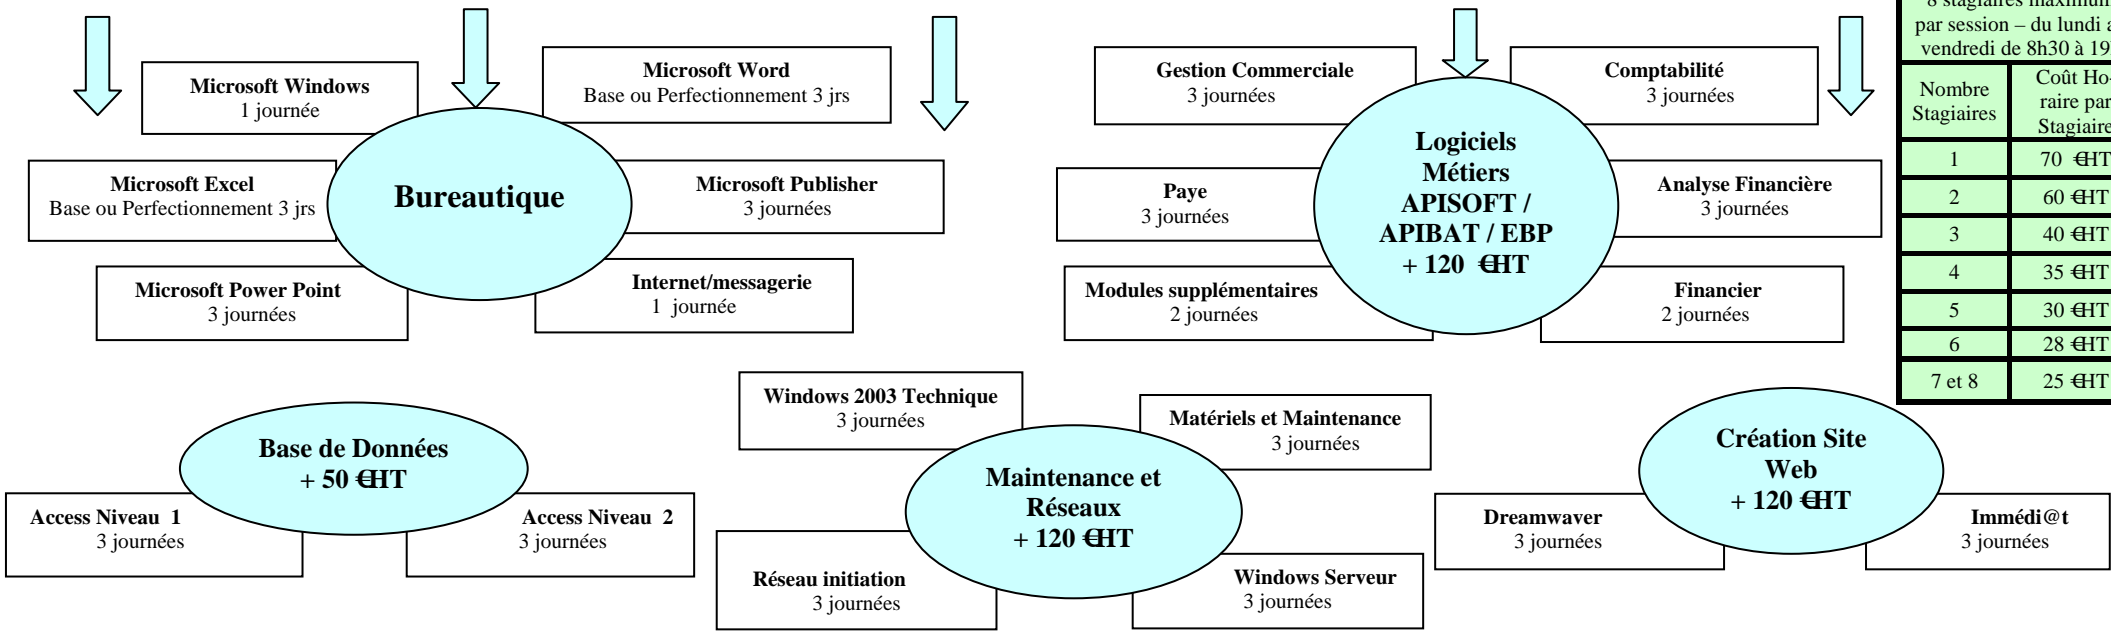 Microsoft Windows
1 journée
Microsoft Word
Base ou Perfectionnement 3 jrs
Microsoft Excel
Base ou Perfectionnement 3 jrs
Bureautique
Microsoft Publisher
3 journées
Microsoft Power Point
3 journées
Internet/messagerie
1 journée
Gestion Commerciale
3 journées
Comptabilité
3 journées
Paye
3 journées
Logiciels
Métiers
APISOFT /
APIBAT / EBP
+ 120 €HT
Analyse Financière
3 journées
Modules supplémentaires
2 journées
Financier
2 journées
8 stagiaires
par session – du lundi
vendredi de 8h30 à 19
Nombre
Stagiaires
Coût Ho-
raire par
Stagiaire
1 70 €HT
2 60 €HT
3 40 €HT
4 35 €HT
5 30 €HT
6 28 €HT
7 et 8 25 €HT
Base de Données
+ 50 €HT
Access Niveau 1
3 journées
Access Niveau 2
3 journées
Windows 2003 Technique
3 journées
Matériels et Maintenance
3 journées
Maintenance et
Réseaux
+ 120 €HT
Réseau initiation
3 journées
Windows Serveur
3 journées
Création Site
Web
+ 120 €HT
Dreamwaver
3 journées
Immédi@t
3 journées